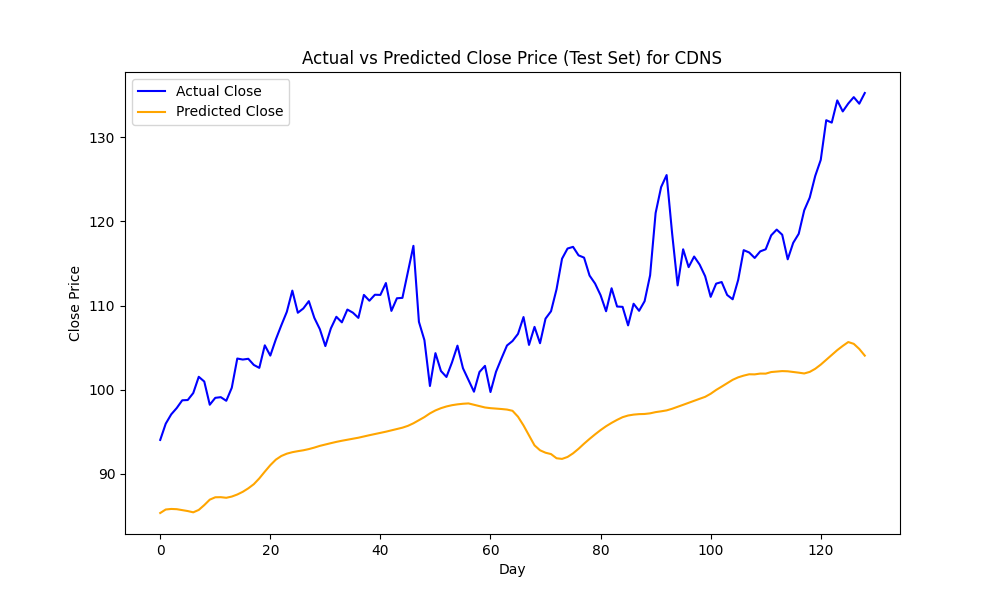 Actual vs Predicted Close Price (Test Set) for CDNS
Actual Close
Predicted Close
130
120
110
100
90
Close Price
0 20 40 60 80 100 120
Day